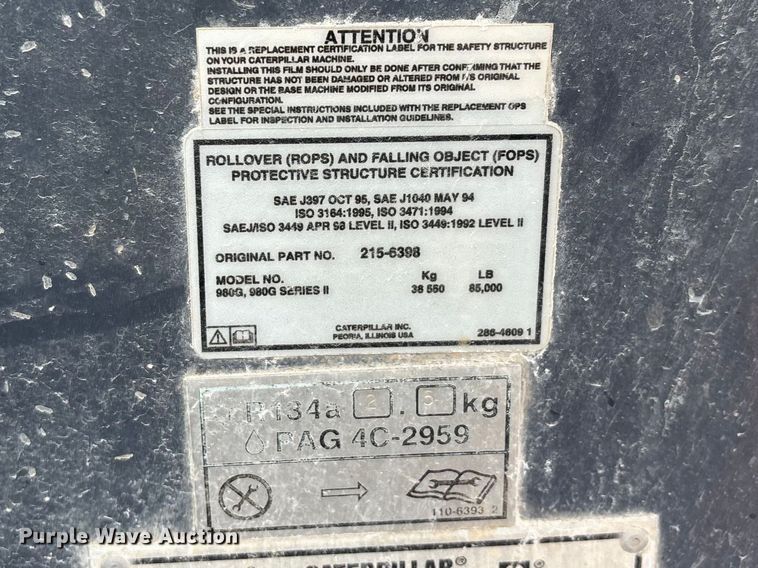 ATTENTION
THIS IS A REPLACEMENT CERTIFICATION LABEL FOR THE SAFETY STRUCTURE
ON YOUR CATERPILLAR MACHINE.
INSTALLING THIS FILM SHOULD ONLY BE DONE AFTER CONFIRMING THAT THE
STRUCTURE HAS NOT BEEN DAMAGED OR ALTERED FROM ITS ORIGINAL
DESIGN OR THE BASE MACHINE MODIFIED FROM ITS ORIGINAL
CONFIGURATION.
SEE THE SPECIAL INSTRUCTIONS INCLUDED WITH THE REPLACEMENT OPS
LABEL FOR INSPECTION AND INSTALLATION GUIDELINES.
ROLLOVER (ROPS) AND FALLING OBJECT (FOPS)
PROTECTIVE STRUCTURE CERTIFICATION
SAE J397 OCT 95, SAE J1040 MAY 94
ISO 3164:1995, ISO 3471:1994
SAEJ/ISO 3449 APR 98 LEVEL II, ISO 3449:1992 LEVEL II
ORIGINAL PART NO. 215-6398
MODEL NO. Kg LB
980G, 980G SERIES II 38 550 85,000
CATERPILLAR INC.
PEORIA, ILLINOIS USA 286-4609 1
R134a 2 . 5 kg
PAG 4C-2959
110-6393 2
Purple Wave Auction
CATERPILLAR®